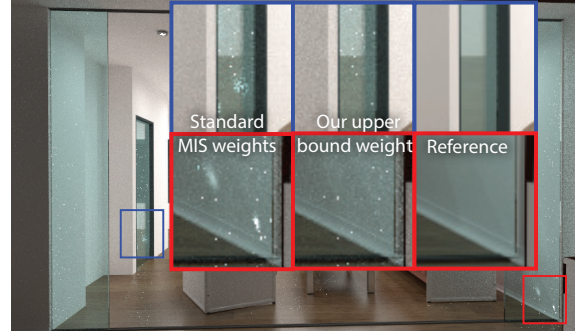 Standard
MIS weights
Our upper
bound weight
Reference